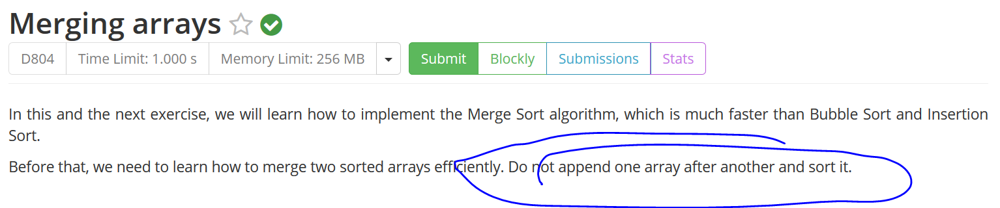 Merging arrays
D804 Time Limit: 1.000 s Memory Limit: 256 MB Submit Blockly Submissions Stats
In this and the next exercise, we will learn how to implement the Merge Sort algorithm, which is much faster than Bubble Sort and Insertion
Sort.
Before that, we need to learn how to merge two sorted arrays efficiently. Do not append one array after another and sort it.